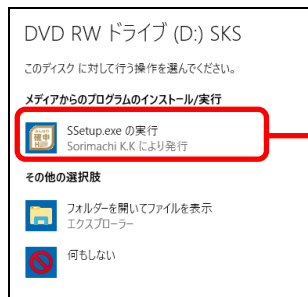 DVD RW ドライブ (D:) SKS
このディスク に対して行う操作を選んでください。
メディアからのプログラムのインストール/実行
SSetup.exe の実行
Sorimachi K.K により発行
その他の選択肢
フォルダーを開いてファイルを表示
エクスプローラー
何もしない